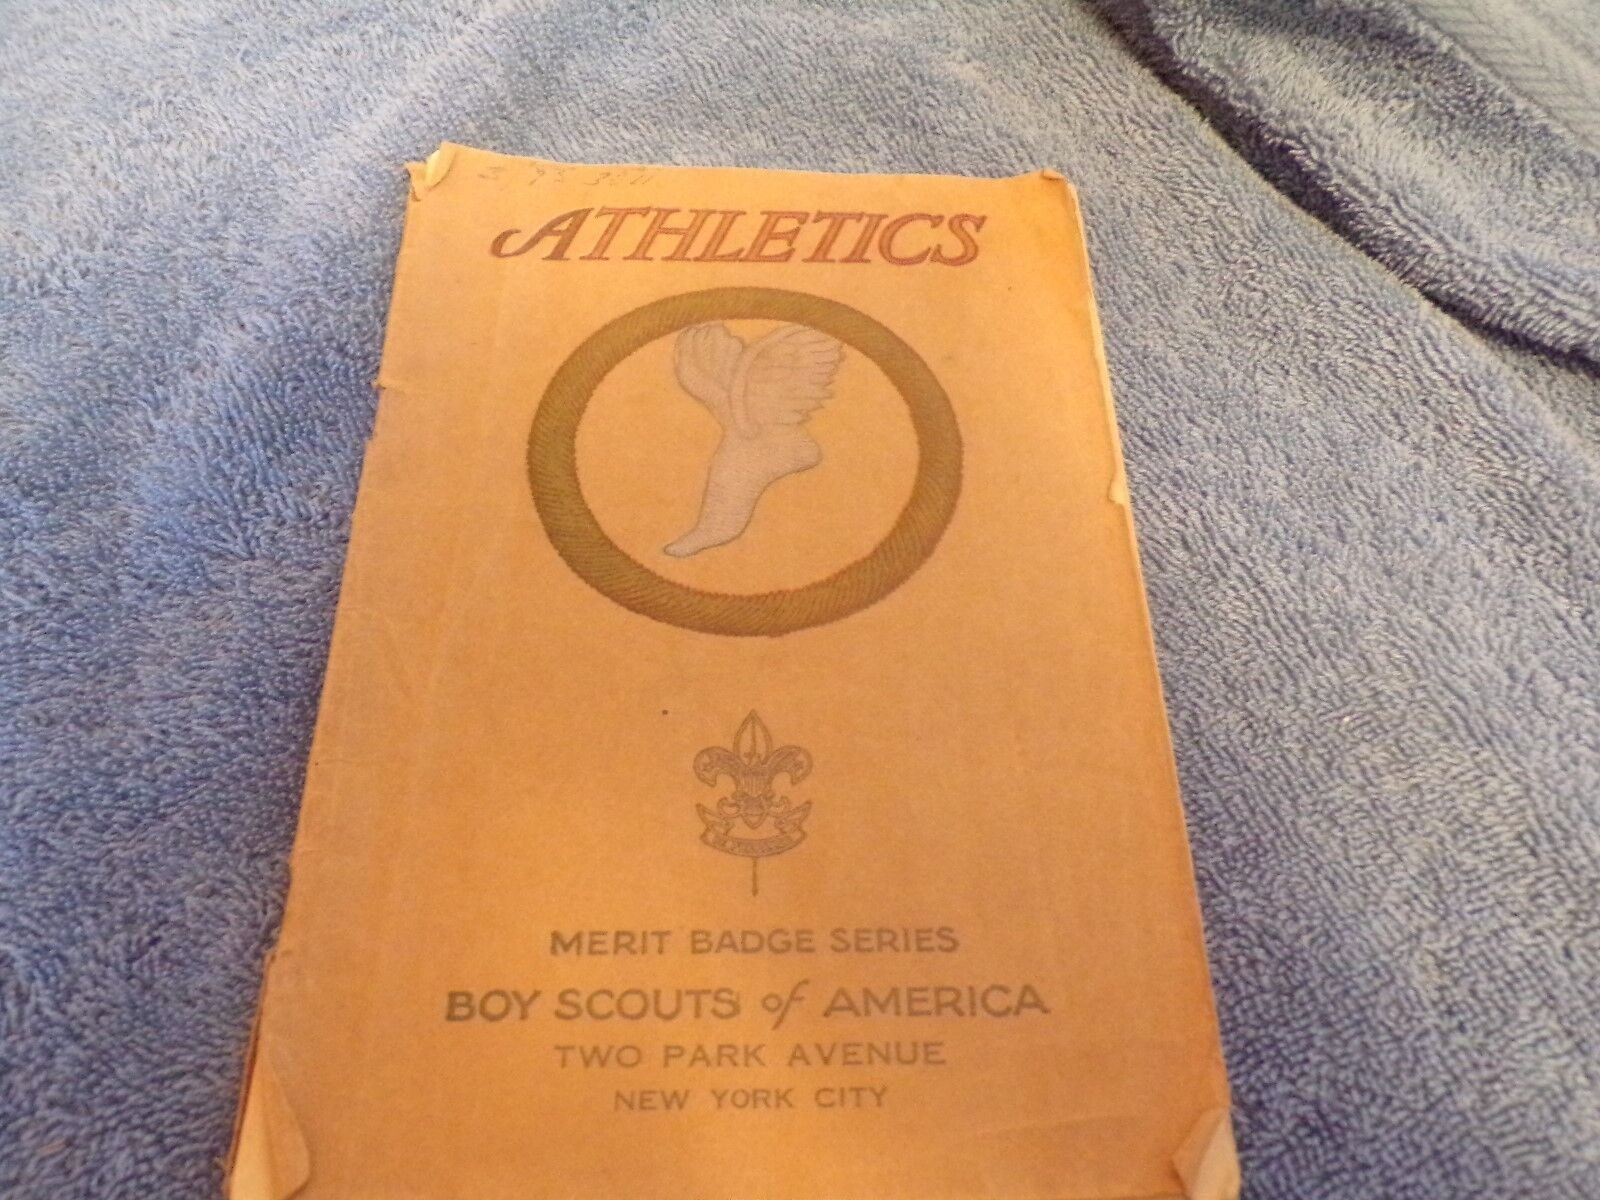 ATHLETICS
MERIT BADGE SERIES
BOY SCOUTS of AMERICA
TWO PARK AVENUE
NEW YORK CITY